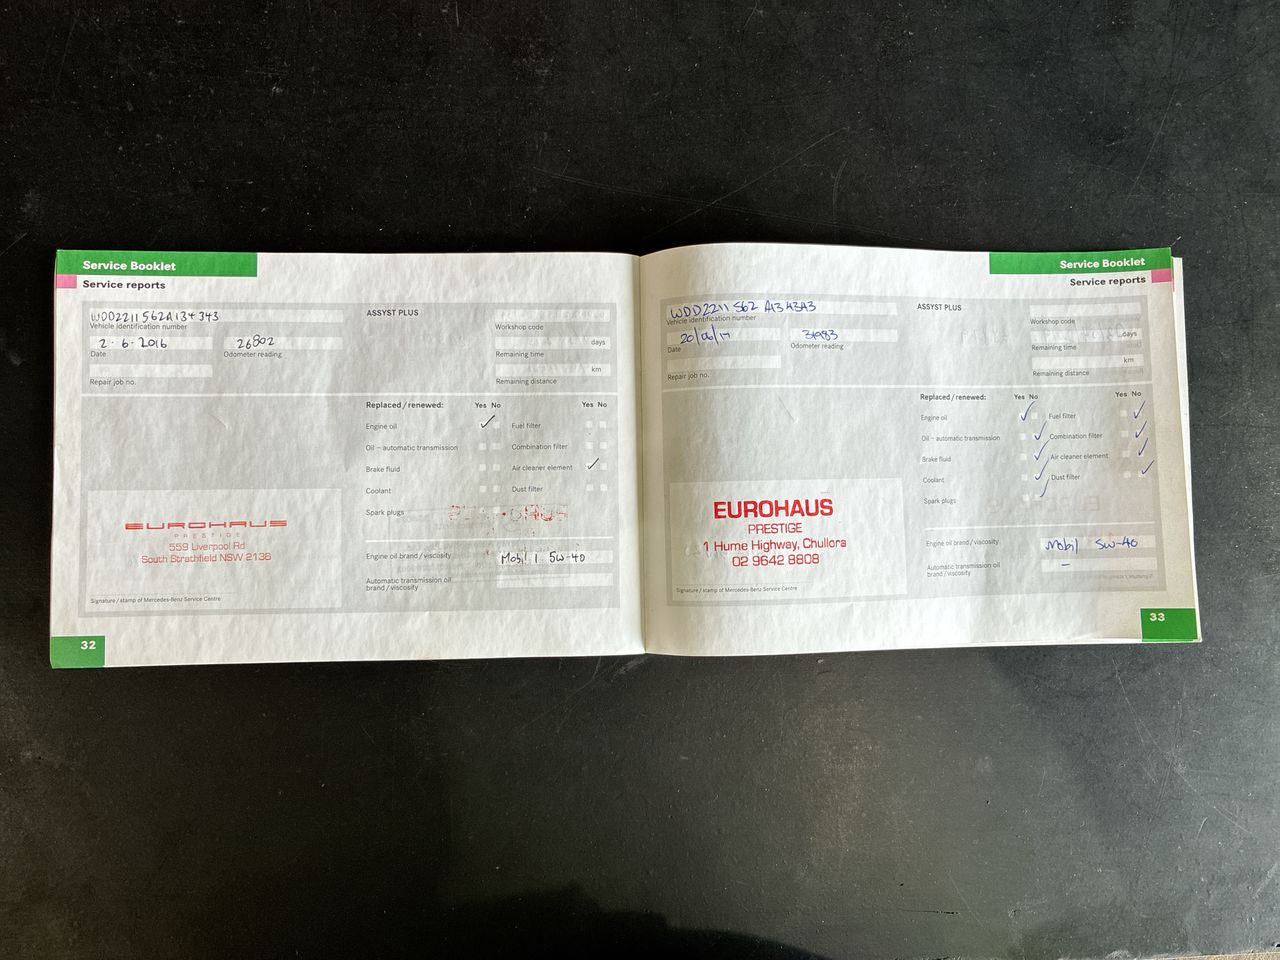 Service Booklet
Service reports
WDD2211562A134343
Vehicle identification number
ASSYST PLUS
Workshop code
2·6·2016
26802
days
Date
Odometer reading
Remaining time
km
Repair job no.
Remaining distance
Replaced / renewed:
Yes No
Yes No
Engine oil
Fuel filter
Oil – automatic transmission
Combination filter
Brake fluid
Air cleaner element
Coolant
Dust filter
Spark plugs
EUROHAUS
PRESTIGE
559 Liverpool Rd
South Strathfield NSW 2136
Engine oil brand / viscosity
Mobil 1 5W-40
Automatic transmission oil
brand / viscosity
Signature / stamp of Mercedes-Benz Service Centre
32
Service Booklet
Service reports
Vehicle identification number
ASSYST PLUS
Workshop code
20/06/17
days
Date
Odometer reading
Remaining time
km
Repair job no.
Remaining distance
Replaced / renewed:
Yes No
Yes No
Engine oil
Fuel filter
Oil – automatic transmission
Combination filter
Brake fluid
Air cleaner element
Coolant
Dust filter
Spark plugs
EUROHAUS
PRESTIGE
1 Hume Highway, Chullora
02 9642 8808
Engine oil brand / viscosity
Mobil 5W-40
Automatic transmission oil
brand / viscosity
Signature / stamp of Mercedes-Benz Service Centre
33